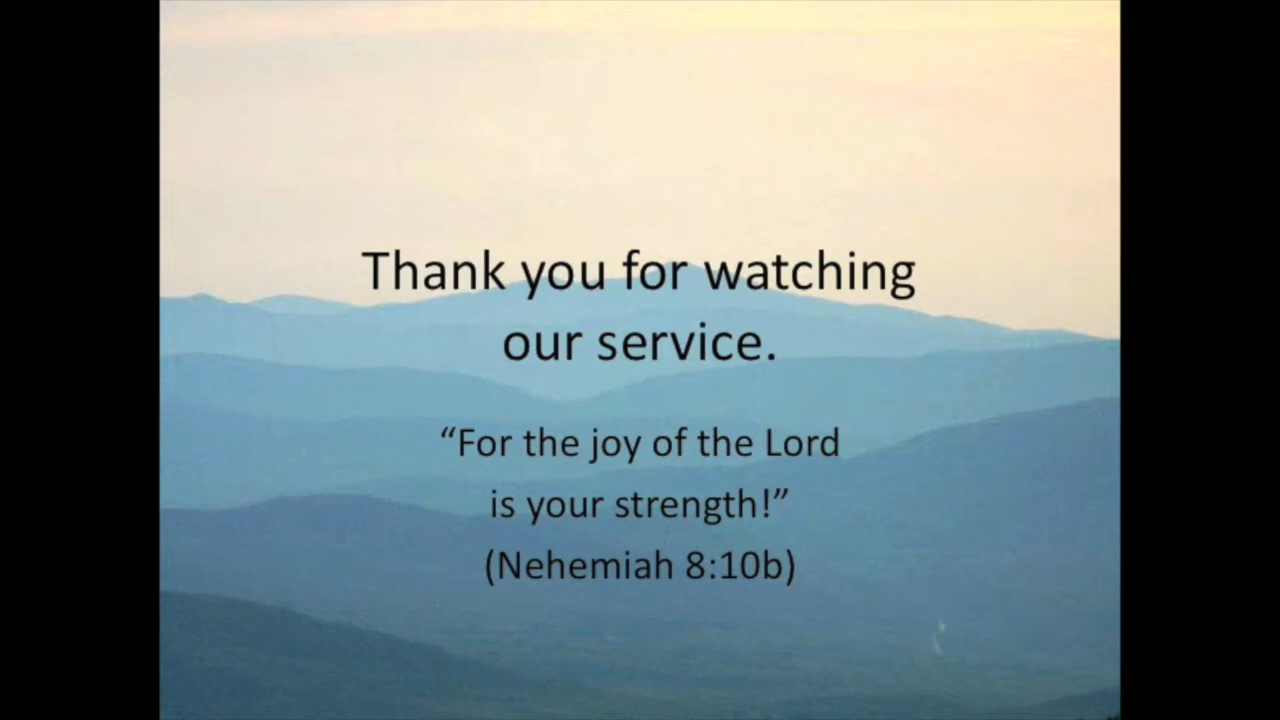 Thank you for watching
our service.
“For the joy of the Lord
is your strength!”
(Nehemiah 8:10b)